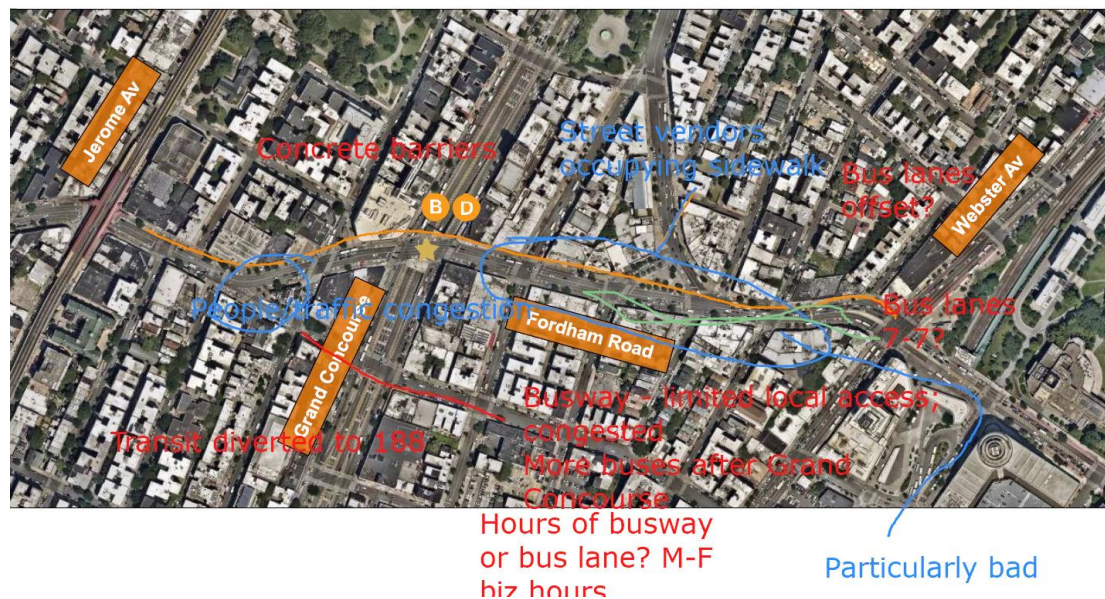 Jerome Av
Concrete barriers
Street vendors
occupying sidewalk
Bus lanes
offset?
Webster Av
B D
People/traffic congestion
Grand Concourse
Fordham Road
Bus lanes
7-7?
Transit diverted to 188
Busway - limited local access;
congested
More buses after Grand
Concourse
Hours of busway
or bus lane? M-F
biz hours
Particularly bad